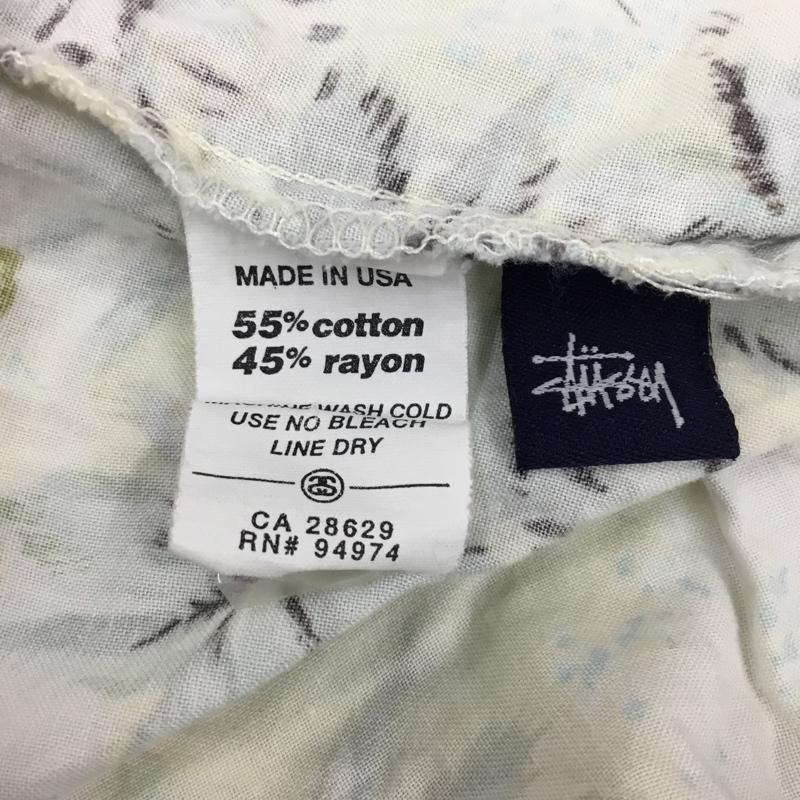 MADE IN USA
55% cotton
45% rayon
MACHINE WASH COLD
USE NO BLEACH
LINE DRY
CA 28629
RN# 94974
Stüssy